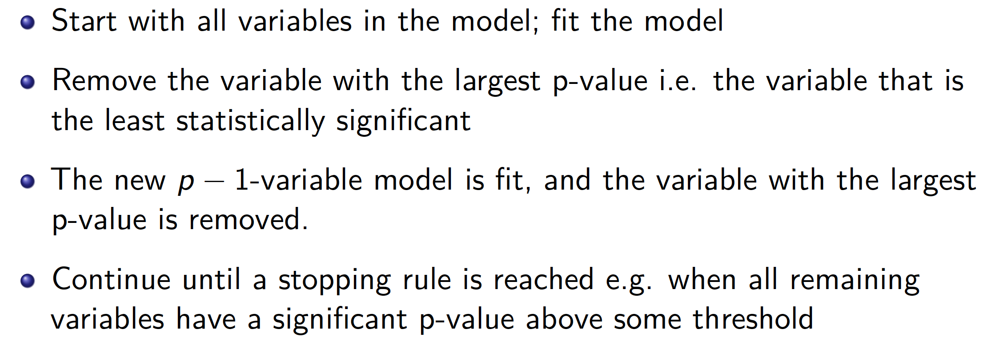 Start with all variables in the model; fit the model
Remove the variable with the largest p-value i.e. the variable that is
the least statistically significant
The new p − 1-variable model is fit, and the variable with the largest
p-value is removed.
Continue until a stopping rule is reached e.g. when all remaining
variables have a significant p-value above some threshold